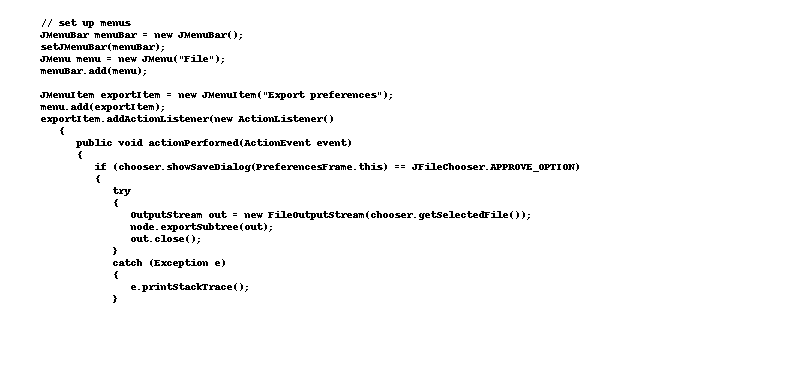 // set up menus
JMenuBar menuBar = new JMenuBar();
setJMenuBar(menuBar);
JMenu menu = new JMenu("File");
menuBar.add(menu);

JMenuItem exportItem = new JMenuItem("Export preferences");
menu.add(exportItem);
exportItem.addActionListener(new ActionListener()
   {
      public void actionPerformed(ActionEvent event)
      {
         if (chooser.showSaveDialog(PreferencesFrame.this) == JFileChooser.APPROVE_OPTION)
         {
            try
            {
               OutputStream out = new FileOutputStream(chooser.getSelectedFile());
               node.exportSubtree(out);
               out.close();
            }
            catch (Exception e)
            {
               e.printStackTrace();
            }